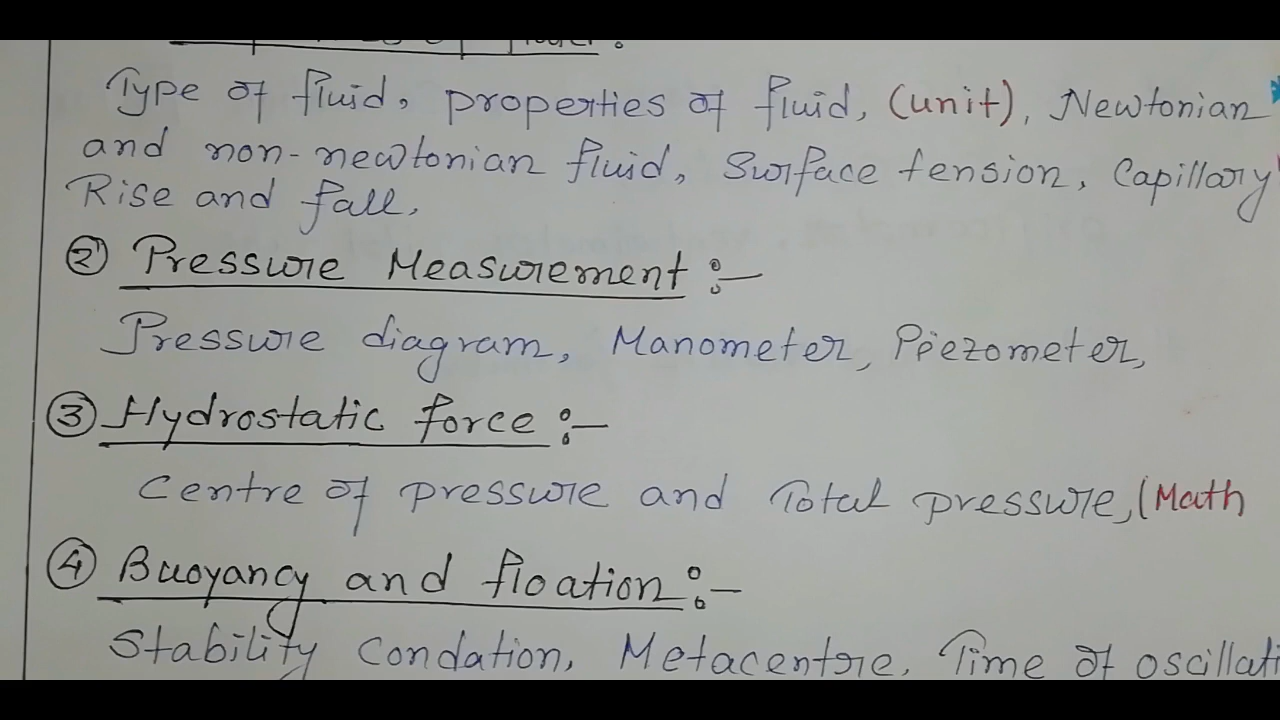 Type of fluid, properties of fluid, (unit), Newtonian
and non-newtonian fluid, Surface tension, Capillary
Rise and fall.
② Pressure Measurement :-
Pressure diagram, Manometer, Piezometer,
③ Hydrostatic force :-
Centre of pressure and Total pressure, (Math
④ Buoyancy and floation :-
Stability Condation, Metacentre, Time of oscillati